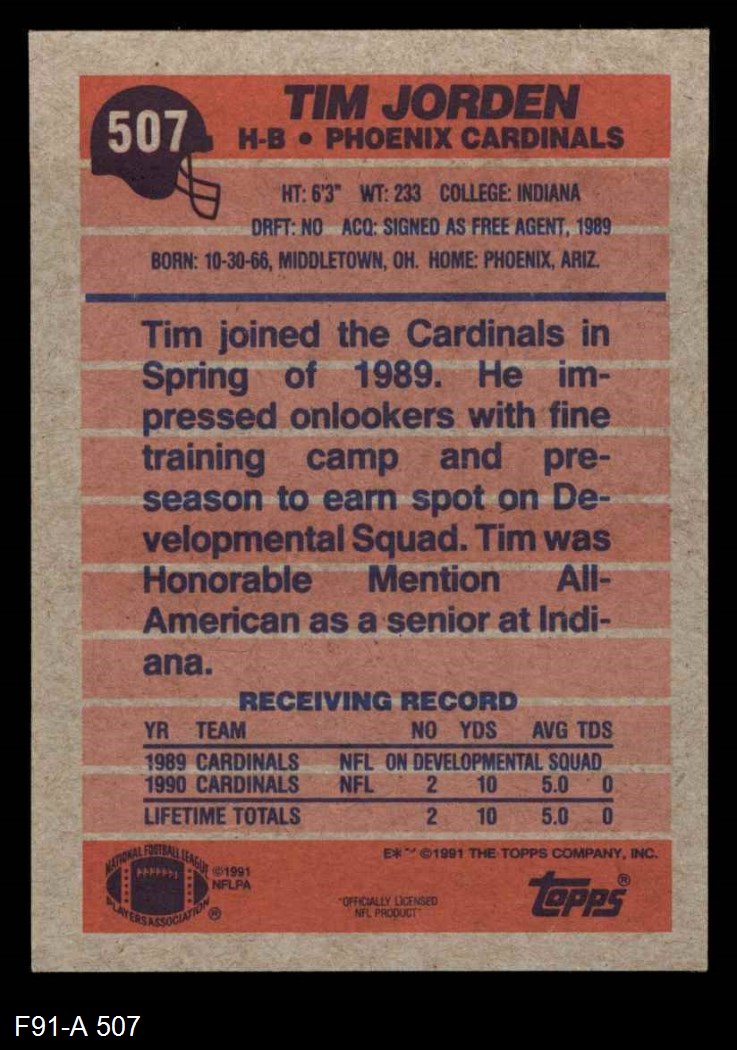 507
TIM JORDEN
H-B • PHOENIX CARDINALS
HT: 6'3" WT: 233 COLLEGE: INDIANA
DRFT: NO ACQ: SIGNED AS FREE AGENT, 1989
BORN: 10-30-66, MIDDLETOWN, OH. HOME: PHOENIX, ARIZ.
Tim joined the Cardinals in
Spring of 1989. He im-
pressed onlookers with fine
training camp and pre-
season to earn spot on De-
velopmental Squad. Tim was
Honorable Mention All-
American as a senior at Indi-
ana.
RECEIVING RECORD
YR TEAM NO YDS AVG TDS
1989 CARDINALS NFL ON DEVELOPMENTAL SQUAD
1990 CARDINALS NFL 2 10 5.0 0
LIFETIME TOTALS 2 10 5.0 0
E* ©1991 THE TOPPS COMPANY, INC.
NATIONAL FOOTBALL LEAGUE
PLAYERS ASSOCIATION ®
©1991
NFLPA
"OFFICIALLY LICENSED
NFL PRODUCT"
TOPPS ®
F91-A 507